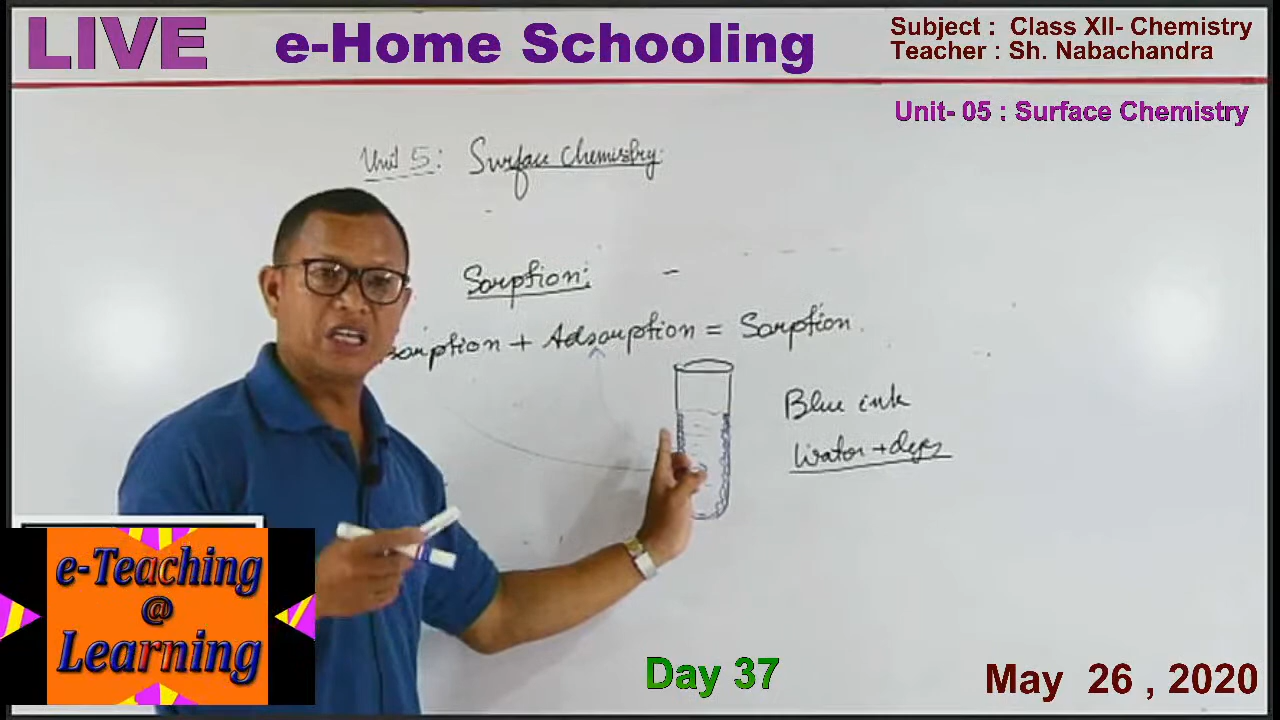 LIVE
e-Home Schooling
Subject : Class XII- Chemistry
Teacher : Sh. Nabachandra
Unit- 05 : Surface Chemistry
Unit 5: Surface Chemistry.
Sorption:
sorption + Adsorption = Sorption.
Blue ink
Water + dyes
e-Teaching
@
Learning
Day 37
May 26 , 2020